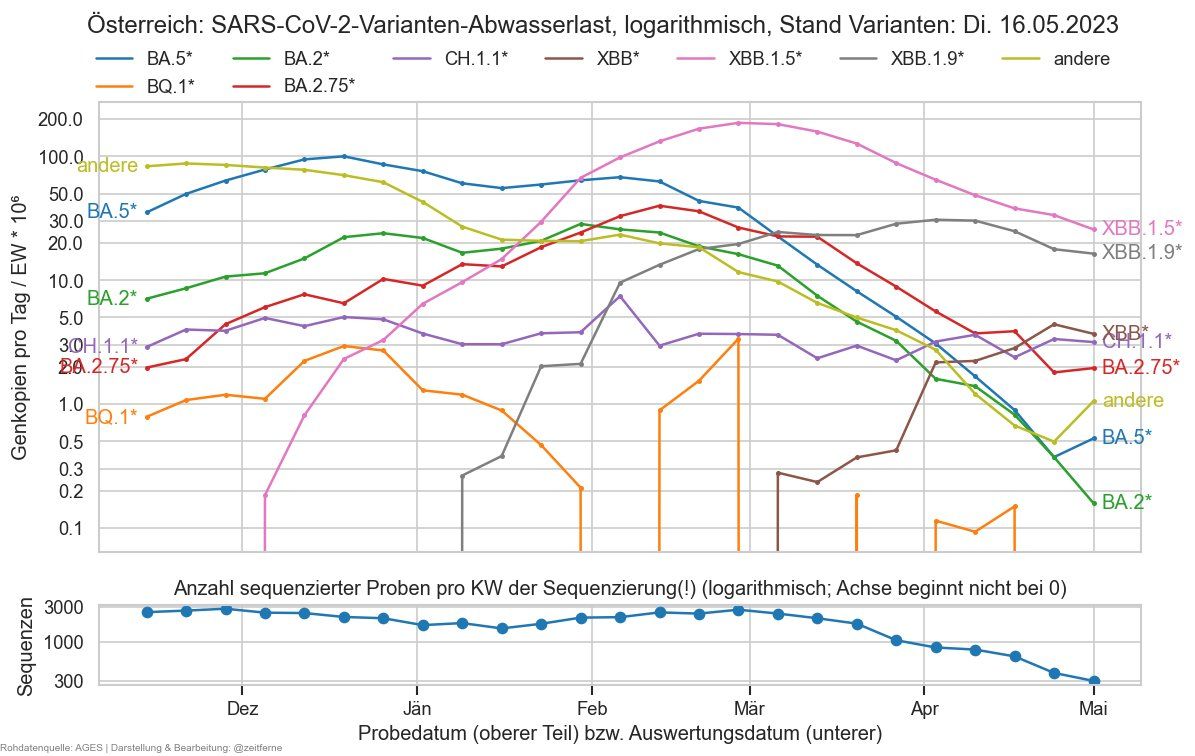 Österreich: SARS-CoV-2-Varianten-Abwasserlast, logarithmisch, Stand Varianten: Di. 16.05.2023
BA.5* BA.2* CH.1.1* XBB* XBB.1.5* XBB.1.9* andere
BQ.1* BA.2.75*
Genkopien pro Tag / EW * 10⁶
200.0
100.0
50.0
30.0
20.0
10.0
5.0
3.0
2.0
1.0
0.5
0.3
0.2
0.1
andere
BA.5*
BA.2*
CH.1.1*
BA.2.75*
BQ.1*
XBB.1.5*
XBB.1.9*
XBB*
CH.1.1*
BA.2.75*
andere
BA.5*
BA.2*
Anzahl sequenzierter Proben pro KW der Sequenzierung(!) (logarithmisch; Achse beginnt nicht bei 0)
Sequenzen
3000
1000
300
Dez Jän Feb Mär Apr Mai
Probedatum (oberer Teil) bzw. Auswertungsdatum (unterer)
Rohdatenquelle: AGES | Darstellung & Bearbeitung: @zeitferne